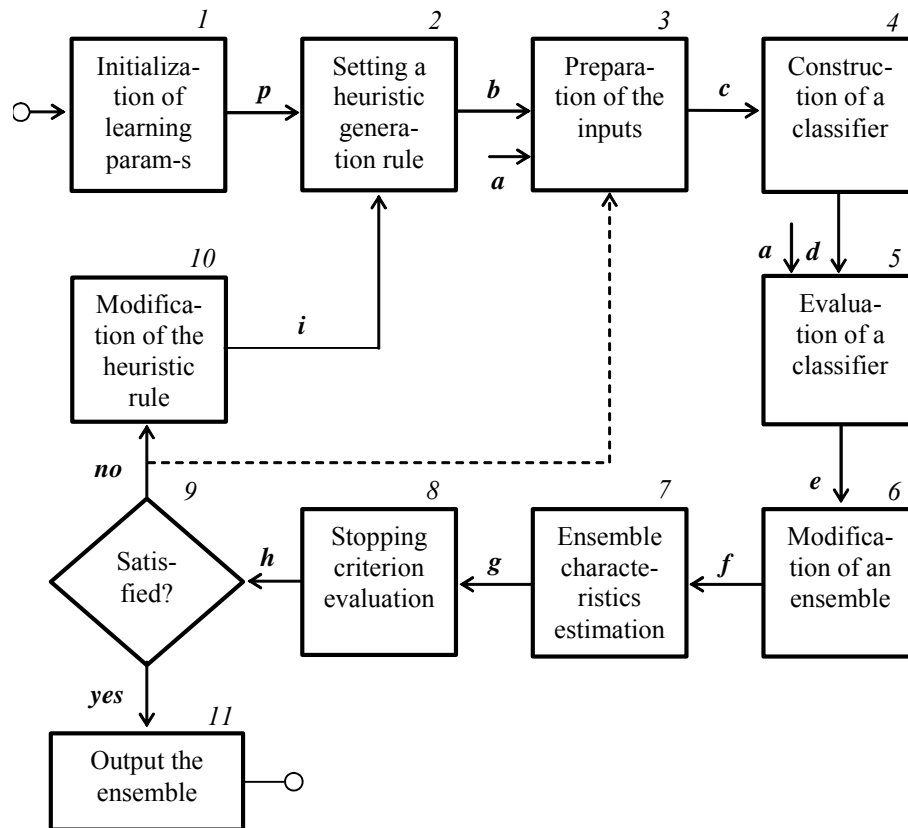 1
Initializa-
tion of
learning
param-s
p
2
Setting a
heuristic
genera-
tion rule
b
a
3
Prepara-
tion of the
inputs
c
4
Construc-
tion of a
classifier
a
d
5
Evalua-
tion of a
classifier
e
6
Modifica-
tion of an
ensemble
f
7
Ensemble
characte-
ristics
estimation
g
8
Stopping
criterion
evaluation
h
9
Satis-
fied?
no
10
Modifica-
tion of the
heuristic
rule
i
yes
11
Output the
ensemble